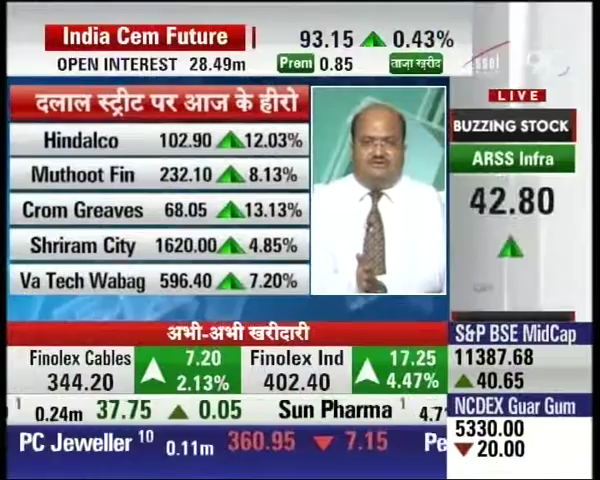 India Cem Future
93.15 0.43%
OPEN INTEREST 28.49m
Prem 0.85 ताज़ा खरीद
LIVE
दलाल स्ट्रीट पर आज के हीरो
Hindalco 102.90 12.03%
Muthoot Fin 232.10 8.13%
Crom Greaves 68.05 13.13%
Shriram City 1620.00 4.85%
Va Tech Wabag 596.40 7.20%
BUZZING STOCK
ARSS Infra
42.80
अभी-अभी खरीदारी
Finolex Cables 7.20
344.20 2.13%
Finolex Ind 17.25
402.40 4.47%
S&P BSE MidCap
11387.68
40.65
1 0.24m 37.75 0.05 Sun Pharma 1 4.7
NCDEX Guar Gum
5330.00
20.00
PC Jeweller 10 0.11m 360.95 7.15 Pe